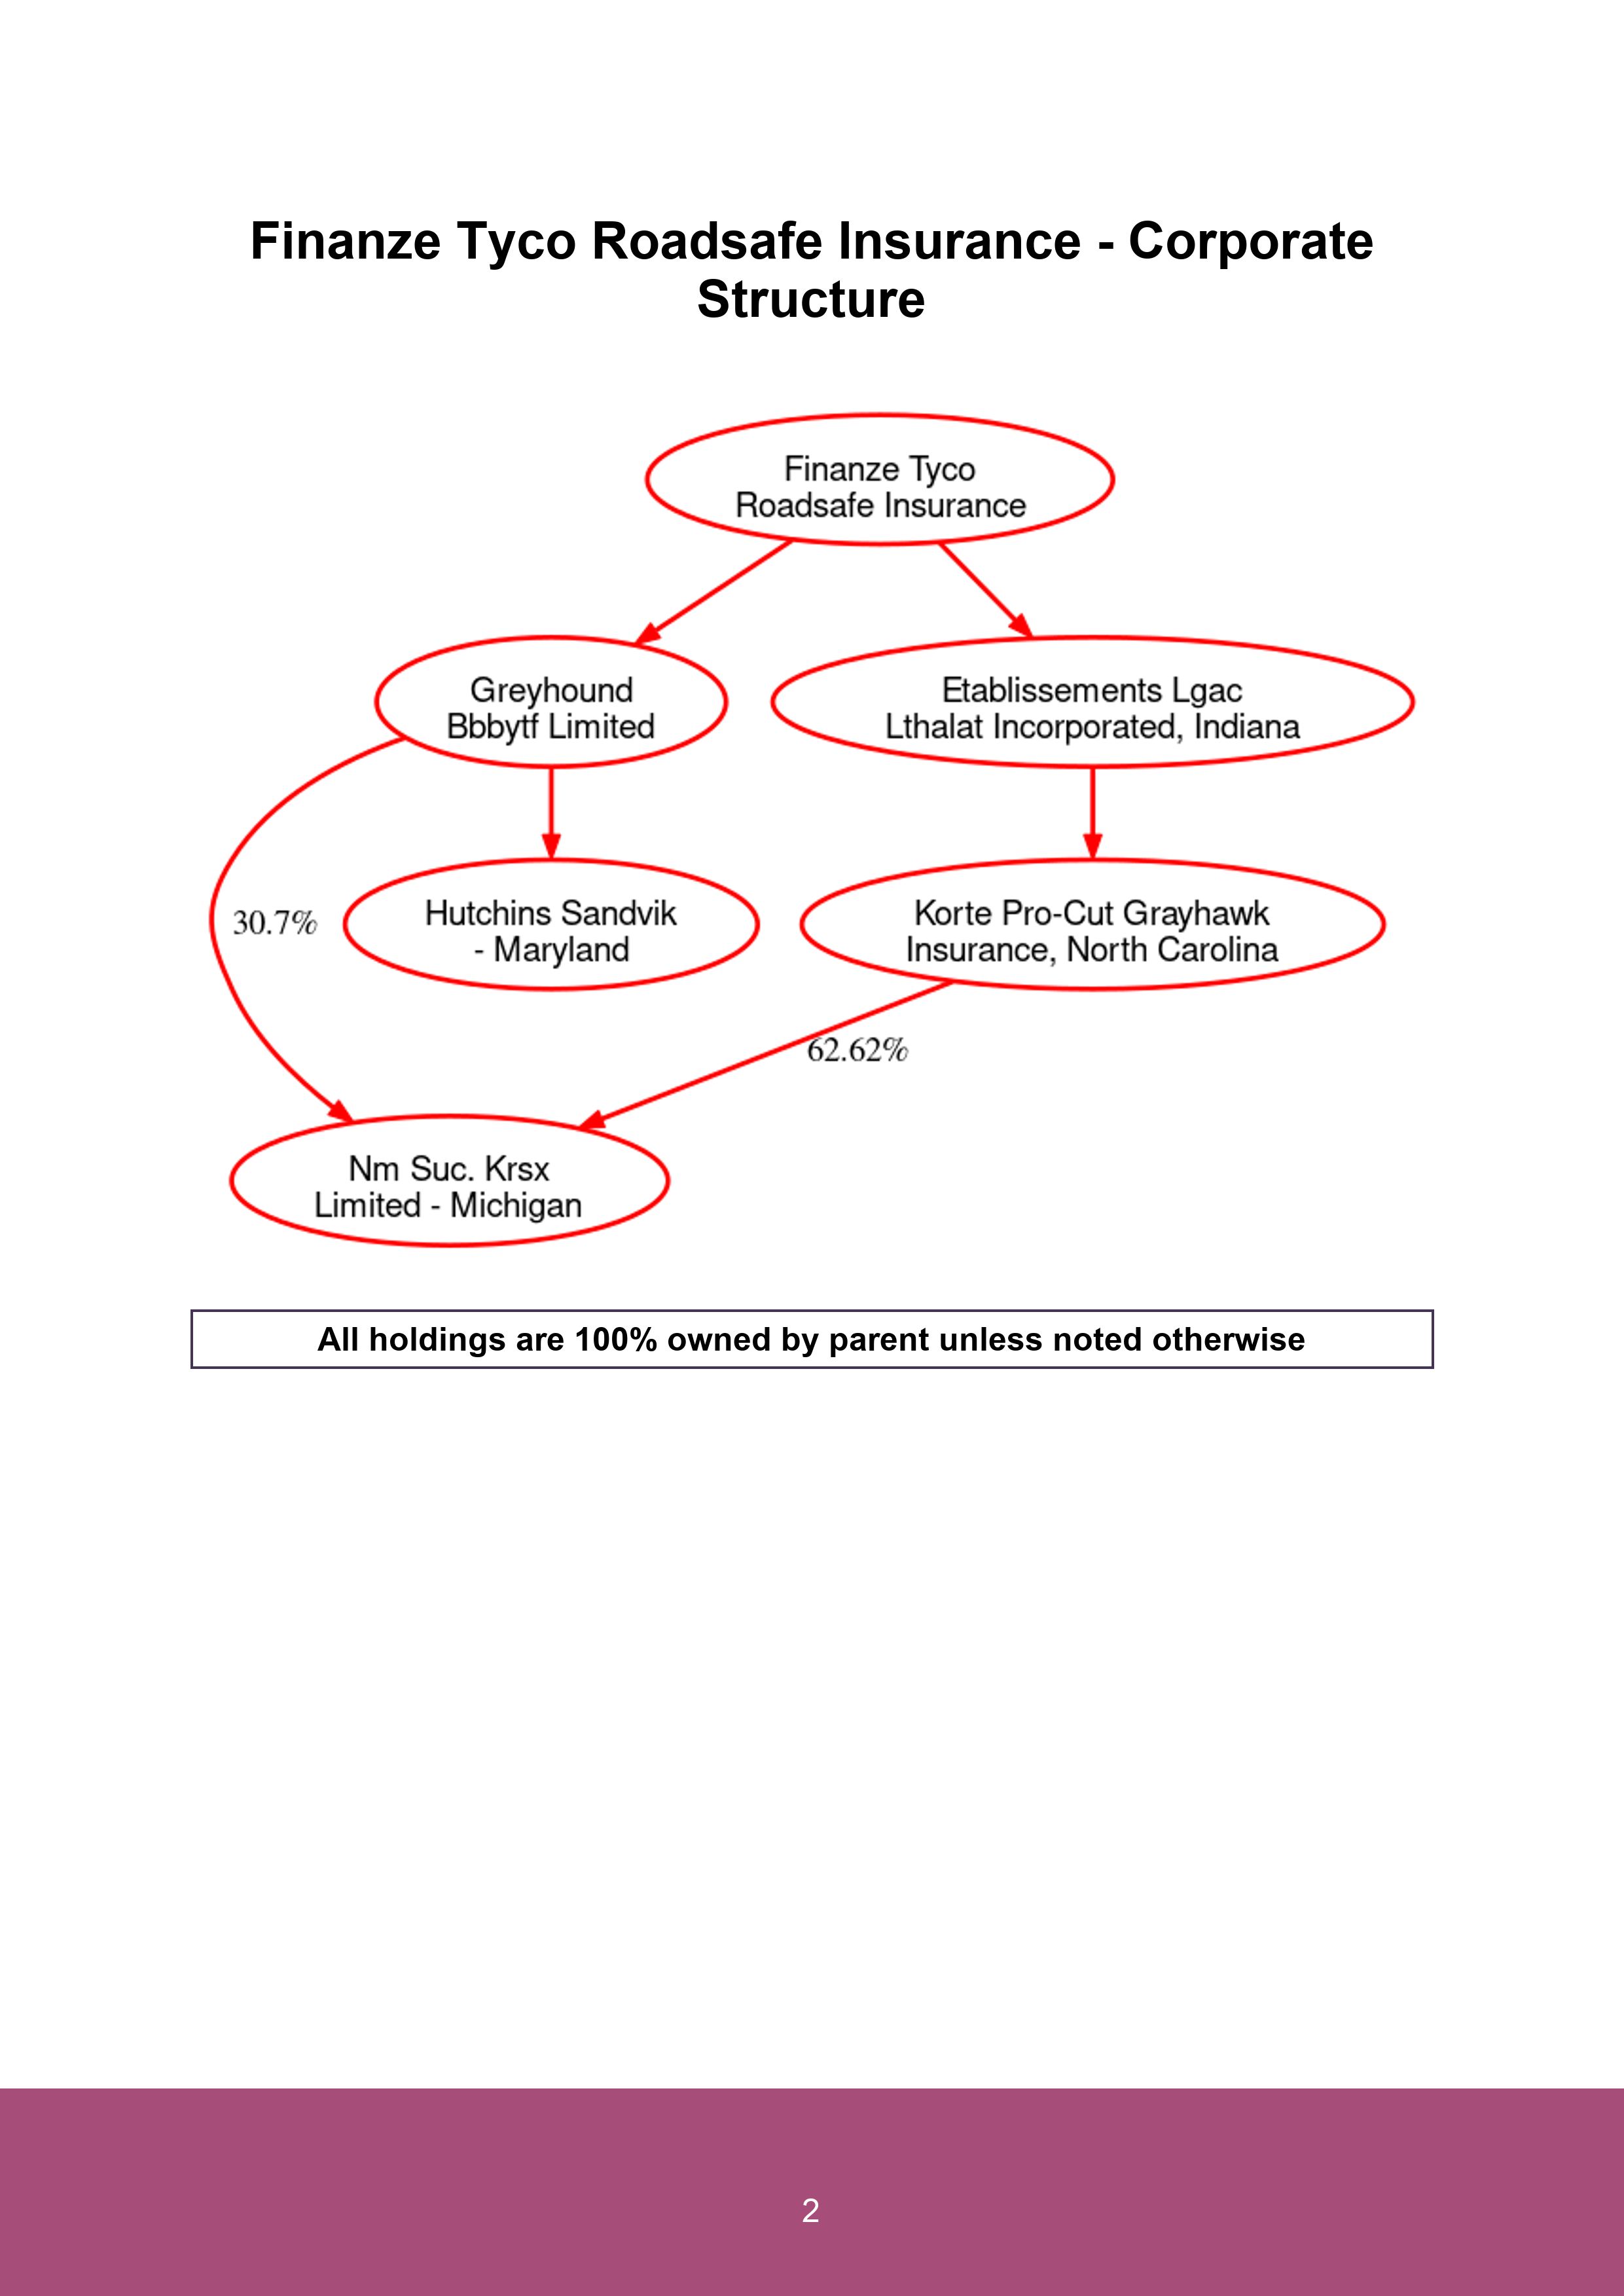 Finanze Tyco Roadsafe Insurance - Corporate
Structure
Finanze Tyco
Roadsafe Insurance
Greyhound
Bbbytf Limited
Etablissements Lgac
Lthalat Incorporated, Indiana
30.7%
Hutchins Sandvik
- Maryland
Korte Pro-Cut Grayhawk
Insurance, North Carolina
62.62%
Nm Suc. Krsx
Limited - Michigan
All holdings are 100% owned by parent unless noted otherwise
2